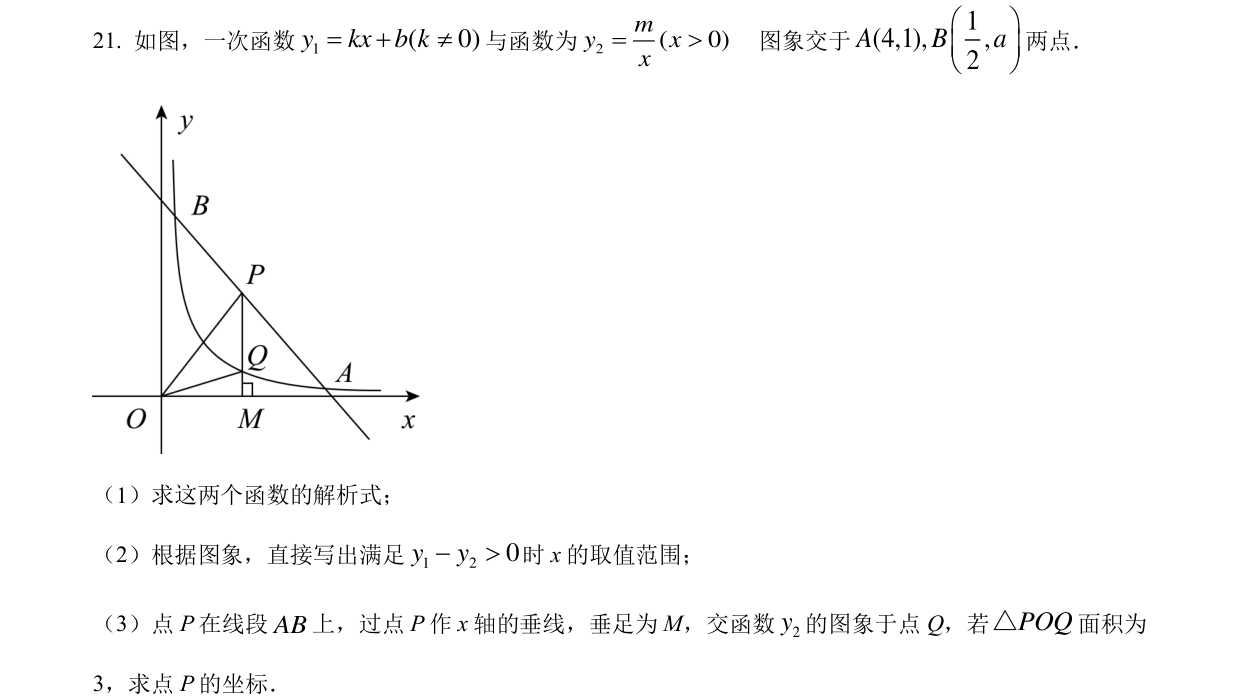 21. 如图，一次函数 y₁ = kx + b(k ≠ 0) 与函数为 y₂ = m/x (x > 0) 图象交于 A(4,1), B(1/2, a) 两点．
y
B
P
Q
A
O
M
x
（1）求这两个函数的解析式；
（2）根据图象，直接写出满足 y₁ − y₂ > 0 时 x 的取值范围；
（3）点 P 在线段 AB 上，过点 P 作 x 轴的垂线，垂足为 M，交函数 y₂ 的图象于点 Q，若 △POQ 面积为
3，求点 P 的坐标．